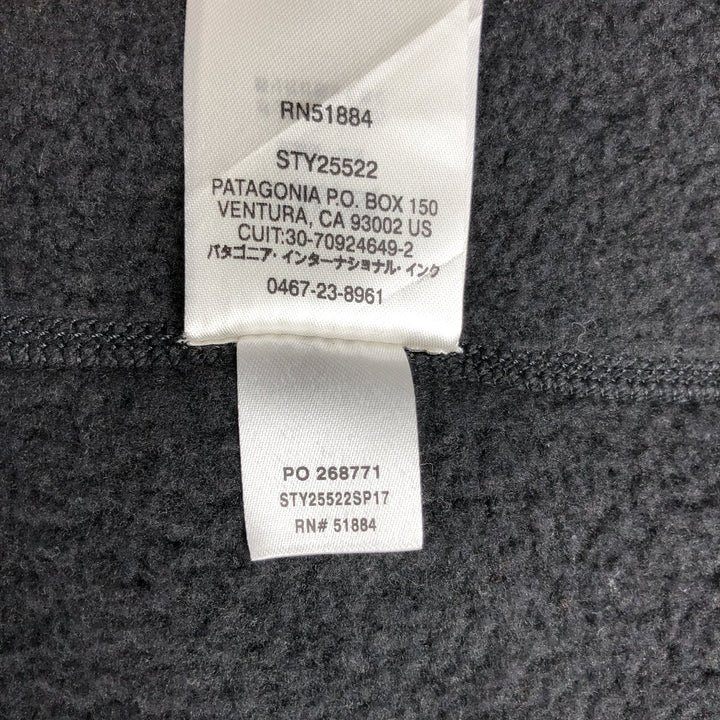 RN51884
STY25522
PATAGONIA P.O. BOX 150
VENTURA, CA 93002 US
CUIT:30-70924649-2
パタゴニア・インターナショナル・インク
0467-23-8961
PO 268771
STY25522SP17
RN# 51884